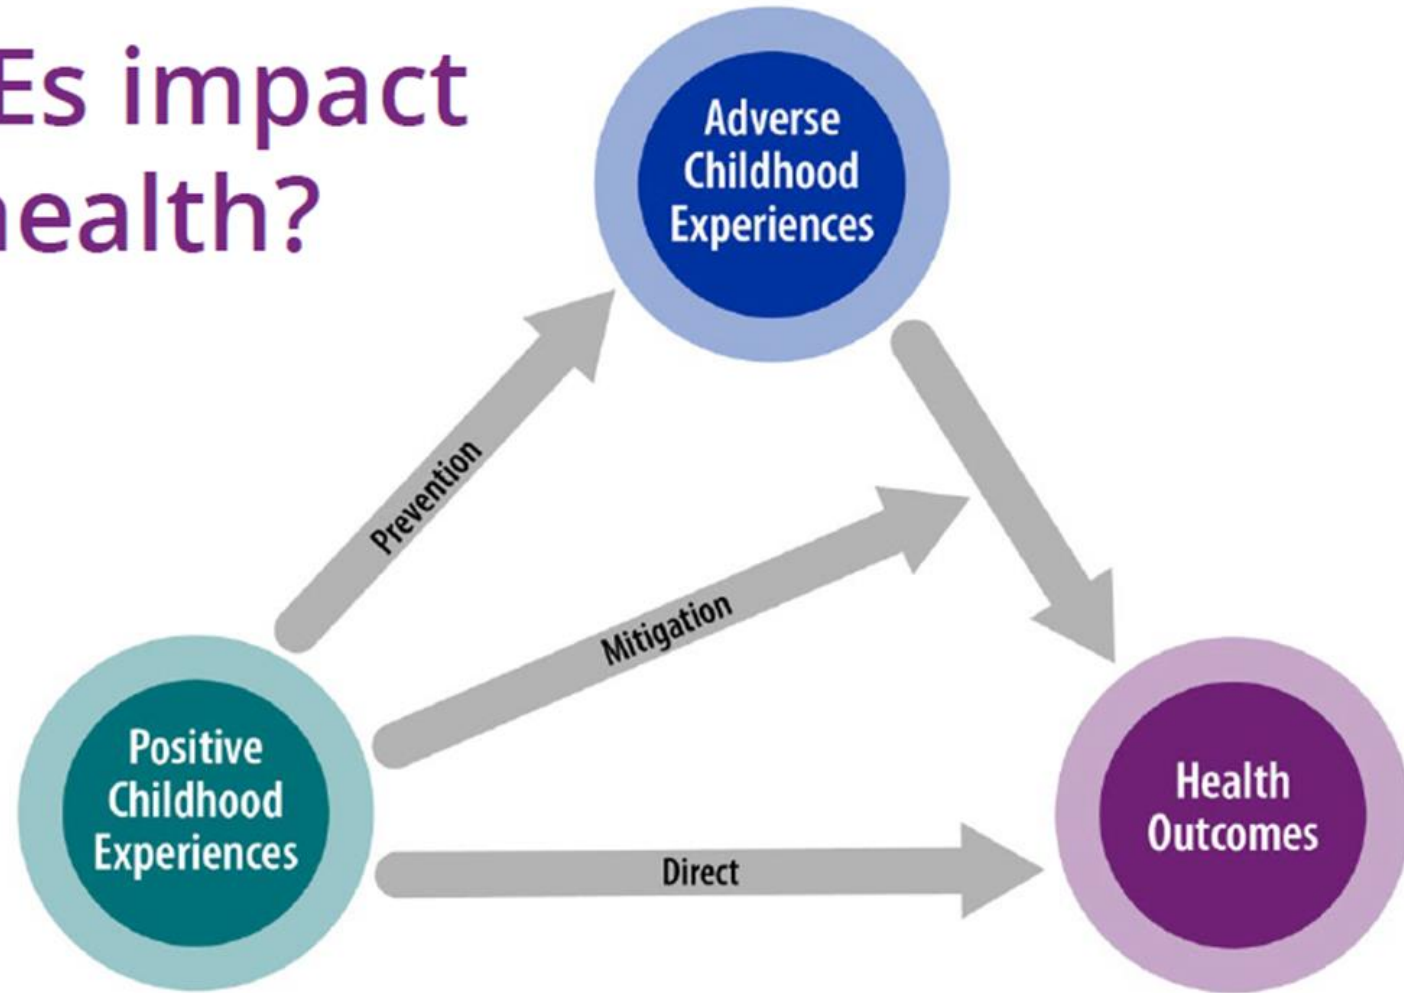 Es impact
ealth?
Adverse
Childhood
Experiences
Prevention
Mitigation
Positive
Childhood
Experiences
Direct
Health
Outcomes